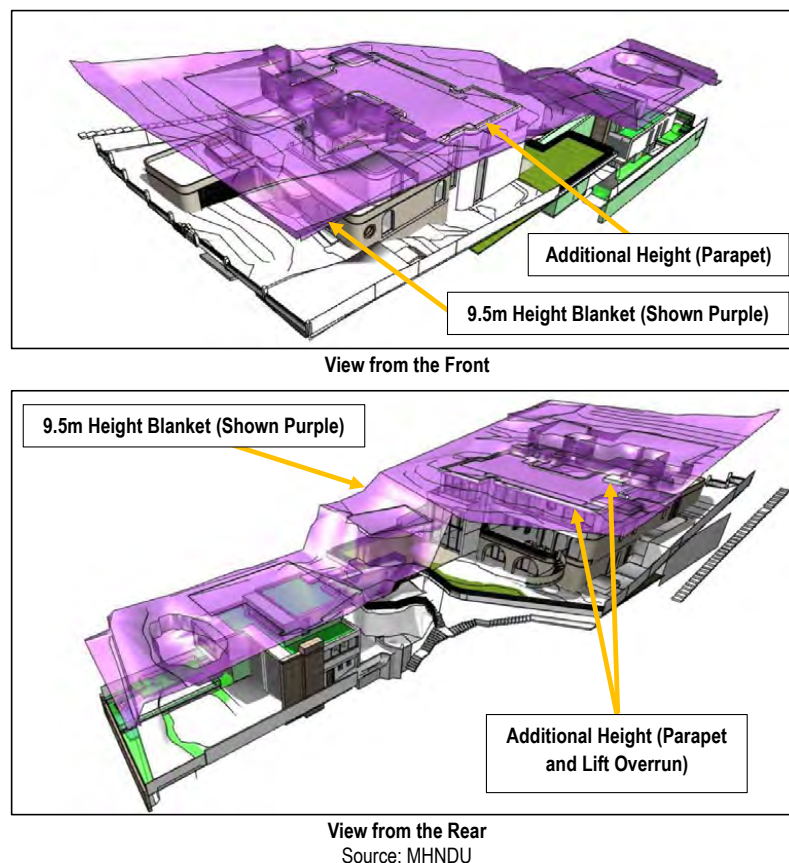 Additional Height (Parapet)
9.5m Height Blanket (Shown Purple)
View from the Front
9.5m Height Blanket (Shown Purple)
Additional Height (Parapet
and Lift Overrun)
View from the Rear
Source: MHNDU